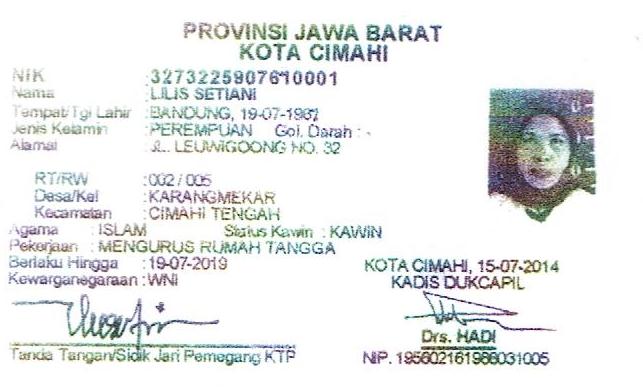 PROVINSI JAWA BARAT
KOTA CIMAHI
NIK : 3273225907610001
Nama : LILIS SETIANI
Tempat/Tgl Lahir : BANDUNG, 19-07-1961
Jenis Kelamin : PEREMPUAN Gol. Darah : -
Alamat : JL. LEUWIGOONG NO. 32
RT/RW : 002 / 005
Desa/Kel : KARANGMEKAR
Kecamatan : CIMAHI TENGAH
Agama : ISLAM Status Kawin : KAWIN
Pekerjaan : MENGURUS RUMAH TANGGA
Berlaku Hingga : 19-07-2019
Kewarganegaraan : WNI
KOTA CIMAHI, 15-07-2014
KADIS DUKCAPIL
Drs. HADI
Tanda Tangan/Sidik Jari Pemegang KTP
NIP. 195602161986031005